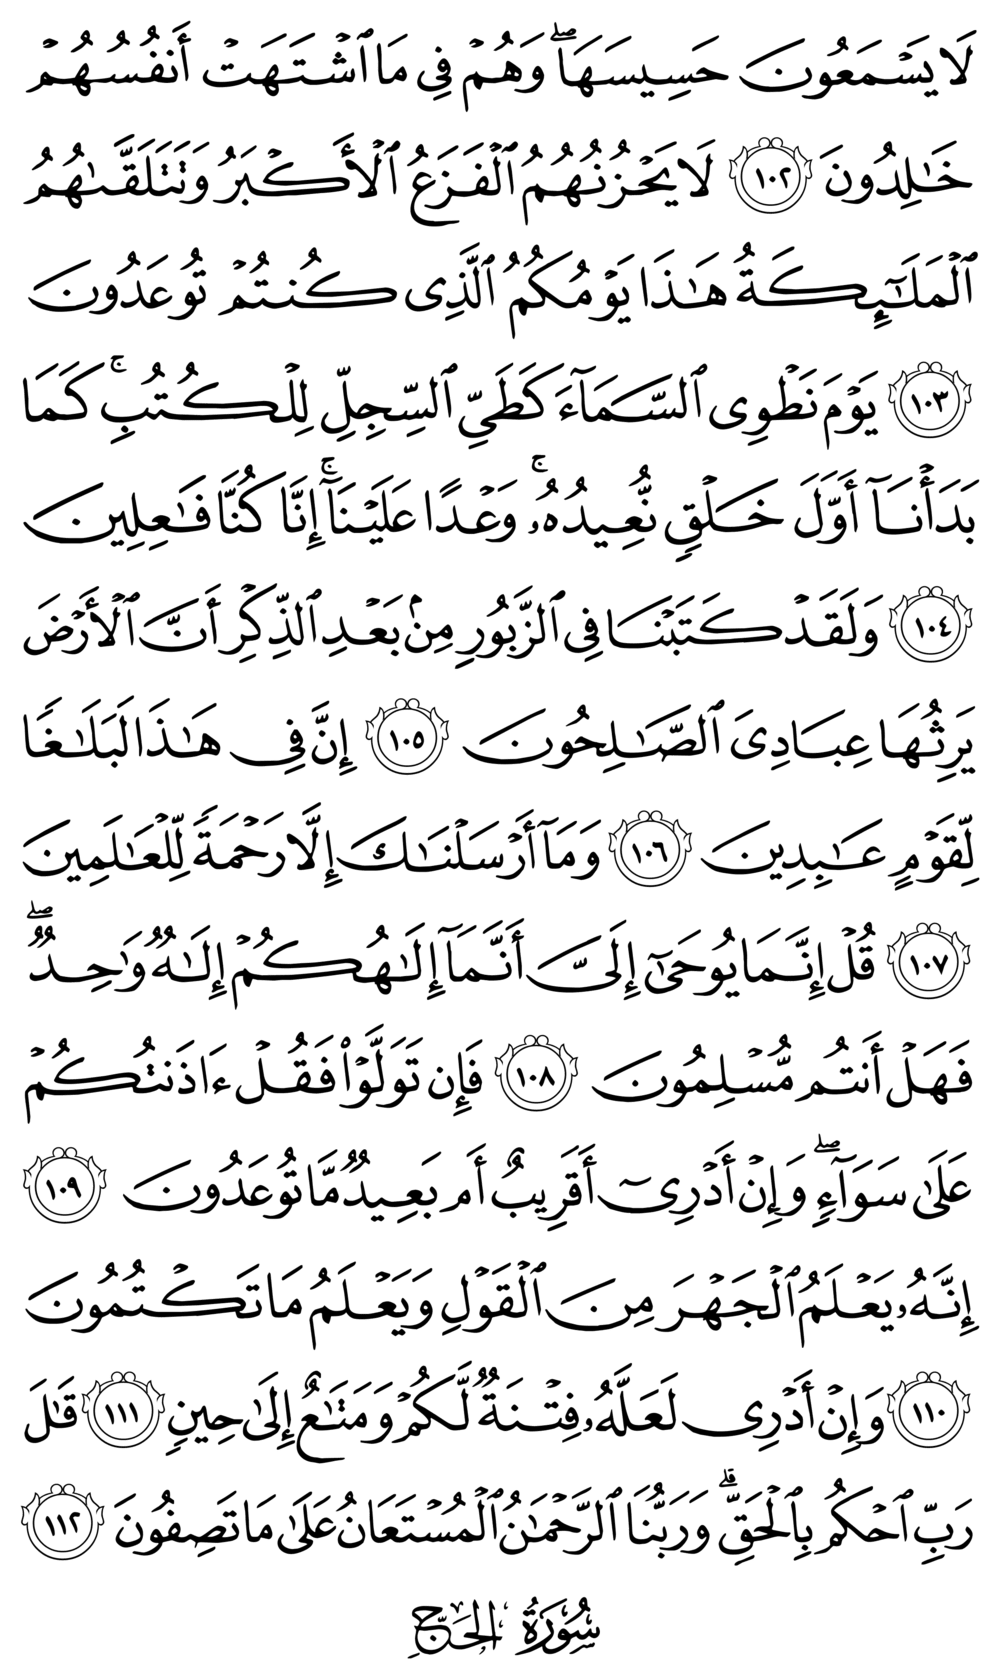 لَا يَسْمَعُونَ حَسِيسَهَاۖ وَهُمْ فِي مَا ٱشْتَهَتْ أَنفُسُهُمْ
خَٰلِدُونَ ١٠٢ لَا يَحْزُنُهُمُ ٱلْفَزَعُ ٱلْأَكْبَرُ وَتَتَلَقَّىٰهُمُ
ٱلْمَلَٰٓئِكَةُ هَٰذَا يَوْمُكُمُ ٱلَّذِى كُنتُمْ تُوعَدُونَ
١٠٣ يَوْمَ نَطْوِى ٱلسَّمَآءَ كَطَىِّ ٱلسِّجِلِّ لِلْكُتُبِۚ كَمَا
بَدَأْنَآ أَوَّلَ خَلْقٍ نُّعِيدُهُۥۚ وَعْدًا عَلَيْنَآۚ إِنَّا كُنَّا فَٰعِلِينَ
١٠٤ وَلَقَدْ كَتَبْنَا فِى ٱلزَّبُورِ مِنۢ بَعْدِ ٱلذِّكْرِ أَنَّ ٱلْأَرْضَ
يَرِثُهَا عِبَادِىَ ٱلصَّٰلِحُونَ ١٠٥ إِنَّ فِى هَٰذَا لَبَلَٰغًا
لِّقَوْمٍ عَٰبِدِينَ ١٠٦ وَمَآ أَرْسَلْنَٰكَ إِلَّا رَحْمَةً لِّلْعَٰلَمِينَ
١٠٧ قُلْ إِنَّمَا يُوحَىٰٓ إِلَىَّ أَنَّمَآ إِلَٰهُكُمْ إِلَٰهٌ وَٰحِدٌۖ
فَهَلْ أَنتُم مُّسْلِمُونَ ١٠٨ فَإِن تَوَلَّوْا۟ فَقُلْ ءَاذَنتُكُمْ
عَلَىٰ سَوَآءٍۖ وَإِنْ أَدْرِىٓ أَقَرِيبٌ أَم بَعِيدٌ مَّا تُوعَدُونَ ١٠٩
إِنَّهُۥ يَعْلَمُ ٱلْجَهْرَ مِنَ ٱلْقَوْلِ وَيَعْلَمُ مَا تَكْتُمُونَ
١١٠ وَإِنْ أَدْرِى لَعَلَّهُۥ فِتْنَةٌ لَّكُمْ وَمَتَٰعٌ إِلَىٰ حِينٍ ١١١ قَٰلَ
رَبِّ ٱحْكُم بِٱلْحَقِّۗ وَرَبُّنَا ٱلرَّحْمَٰنُ ٱلْمُسْتَعَانُ عَلَىٰ مَا تَصِفُونَ ١١٢
سُورَةُ الحَجِّ